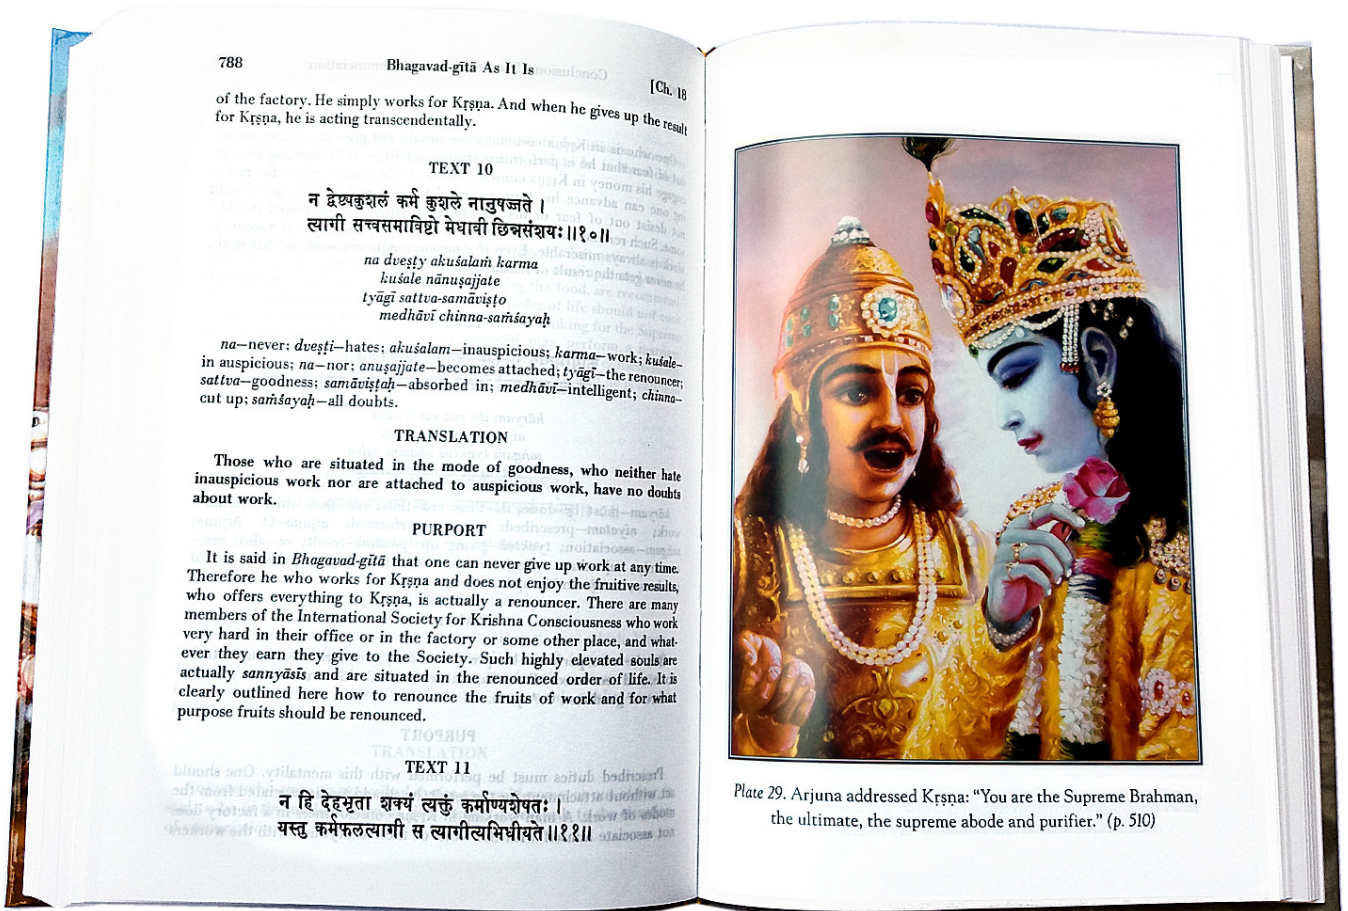 788
Bhagavad-gītā As It Is
[Ch. 18
of the factory. He simply works for Kṛṣṇa. And when he gives up the result
for Kṛṣṇa, he is acting transcendentally.
TEXT 10
न द्वेष्ट्यकुशलं कर्म कुशले नानुषज्जते ।
त्यागी सत्त्वसमाविष्टो मेधावी छिन्नसंशयः ॥१०॥
na dveṣṭy akuśalaṁ karma
kuśale nānuṣajjate
tyāgī sattva-samāviṣṭo
medhāvī chinna-saṁśayaḥ
na—never; dveṣṭi—hates; akuśalam—inauspicious; karma—work; kuśale—
in auspicious; na—nor; anuṣajjate—becomes attached; tyāgī—the renouncer;
sattva—goodness; samāviṣṭaḥ—absorbed in; medhāvī—intelligent; chinna—
cut up; saṁśayaḥ—all doubts.
TRANSLATION
Those who are situated in the mode of goodness, who neither hate
inauspicious work nor are attached to auspicious work, have no doubts
about work.
PURPORT
It is said in Bhagavad-gītā that one can never give up work at any time.
Therefore he who works for Kṛṣṇa and does not enjoy the fruitive results,
who offers everything to Kṛṣṇa, is actually a renouncer. There are many
members of the International Society for Krishna Consciousness who work
very hard in their office or in the factory or some other place, and what-
ever they earn they give to the Society. Such highly elevated souls are
actually sannyāsīs and are situated in the renounced order of life. It is
clearly outlined here how to renounce the fruits of work and for what
purpose fruits should be renounced.
TEXT 11
न हि देहभृता शक्यं त्यक्तुं कर्माण्यशेषतः ।
यस्तु कर्मफलत्यागी स त्यागीत्यभिधीयते ॥११॥
Plate 29. Arjuna addressed Kṛṣṇa: “You are the Supreme Brahman,
the ultimate, the supreme abode and purifier.” (p. 510)